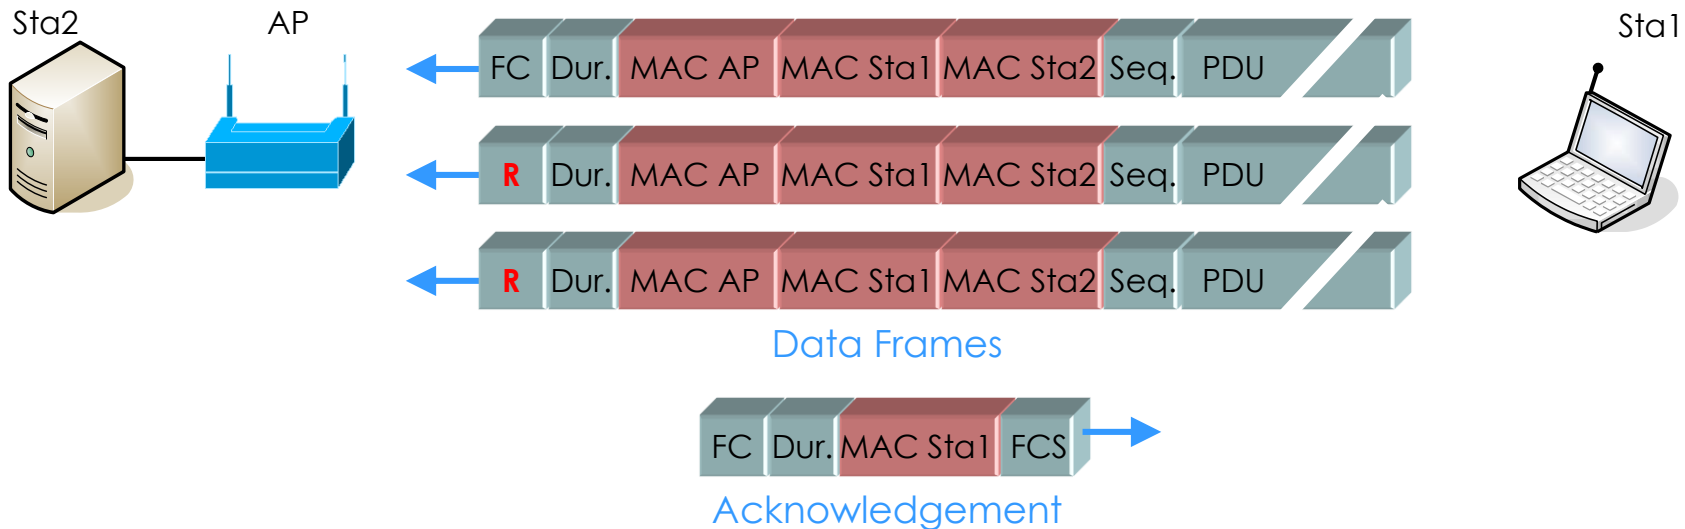 Sta2 AP Sta1
FC Dur. MAC AP MAC Sta1 MAC Sta2 Seq. PDU
R Dur. MAC AP MAC Sta1 MAC Sta2 Seq. PDU
R Dur. MAC AP MAC Sta1 MAC Sta2 Seq. PDU
Data Frames
FC Dur. MAC Sta1 FCS
Acknowledgement